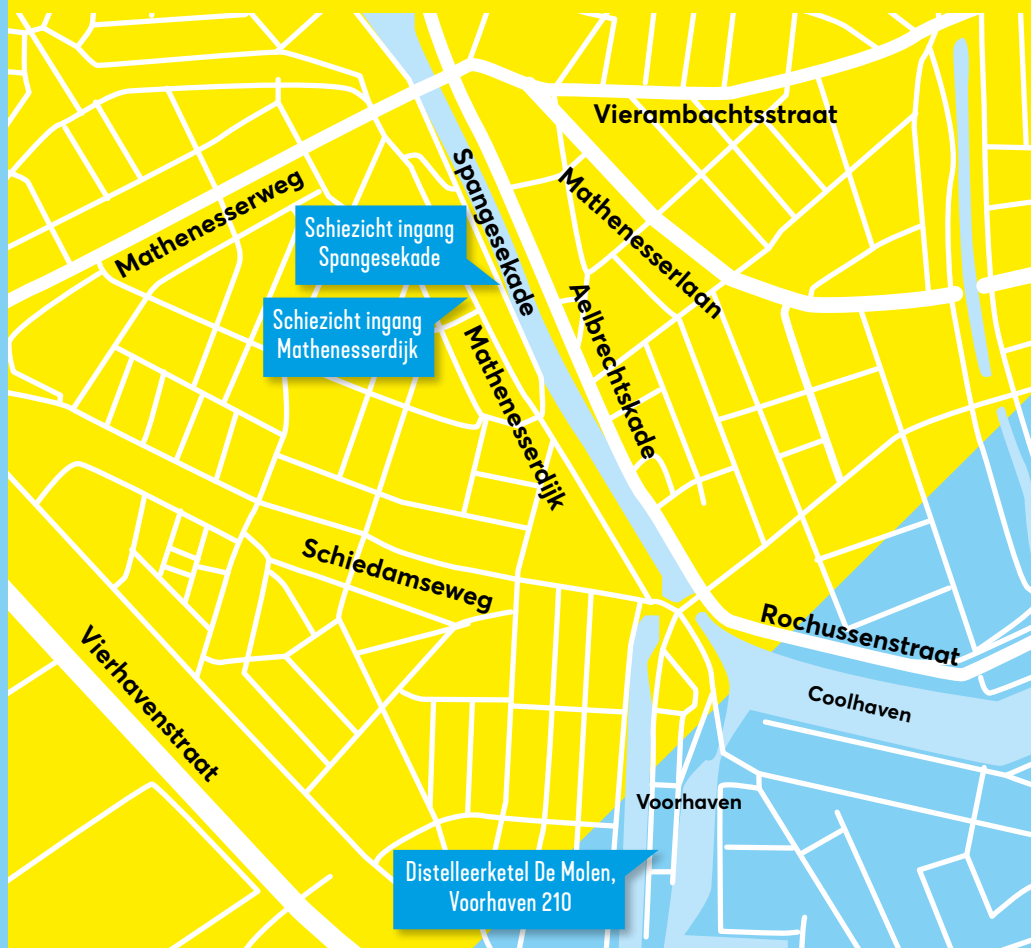 Vierambachtsstraat
Spangesekade
Mathenesserweg
Mathenesserlaan
Schiezicht ingang
Spangesekade
Aelbrechtskade
Schiezicht ingang
Mathenesserdijk
Mathenesserdijk
Schiedamseweg
Rochussenstraat
Vierhavenstraat
Coolhaven
Voorhaven
Distelleerketel De Molen,
Voorhaven 210